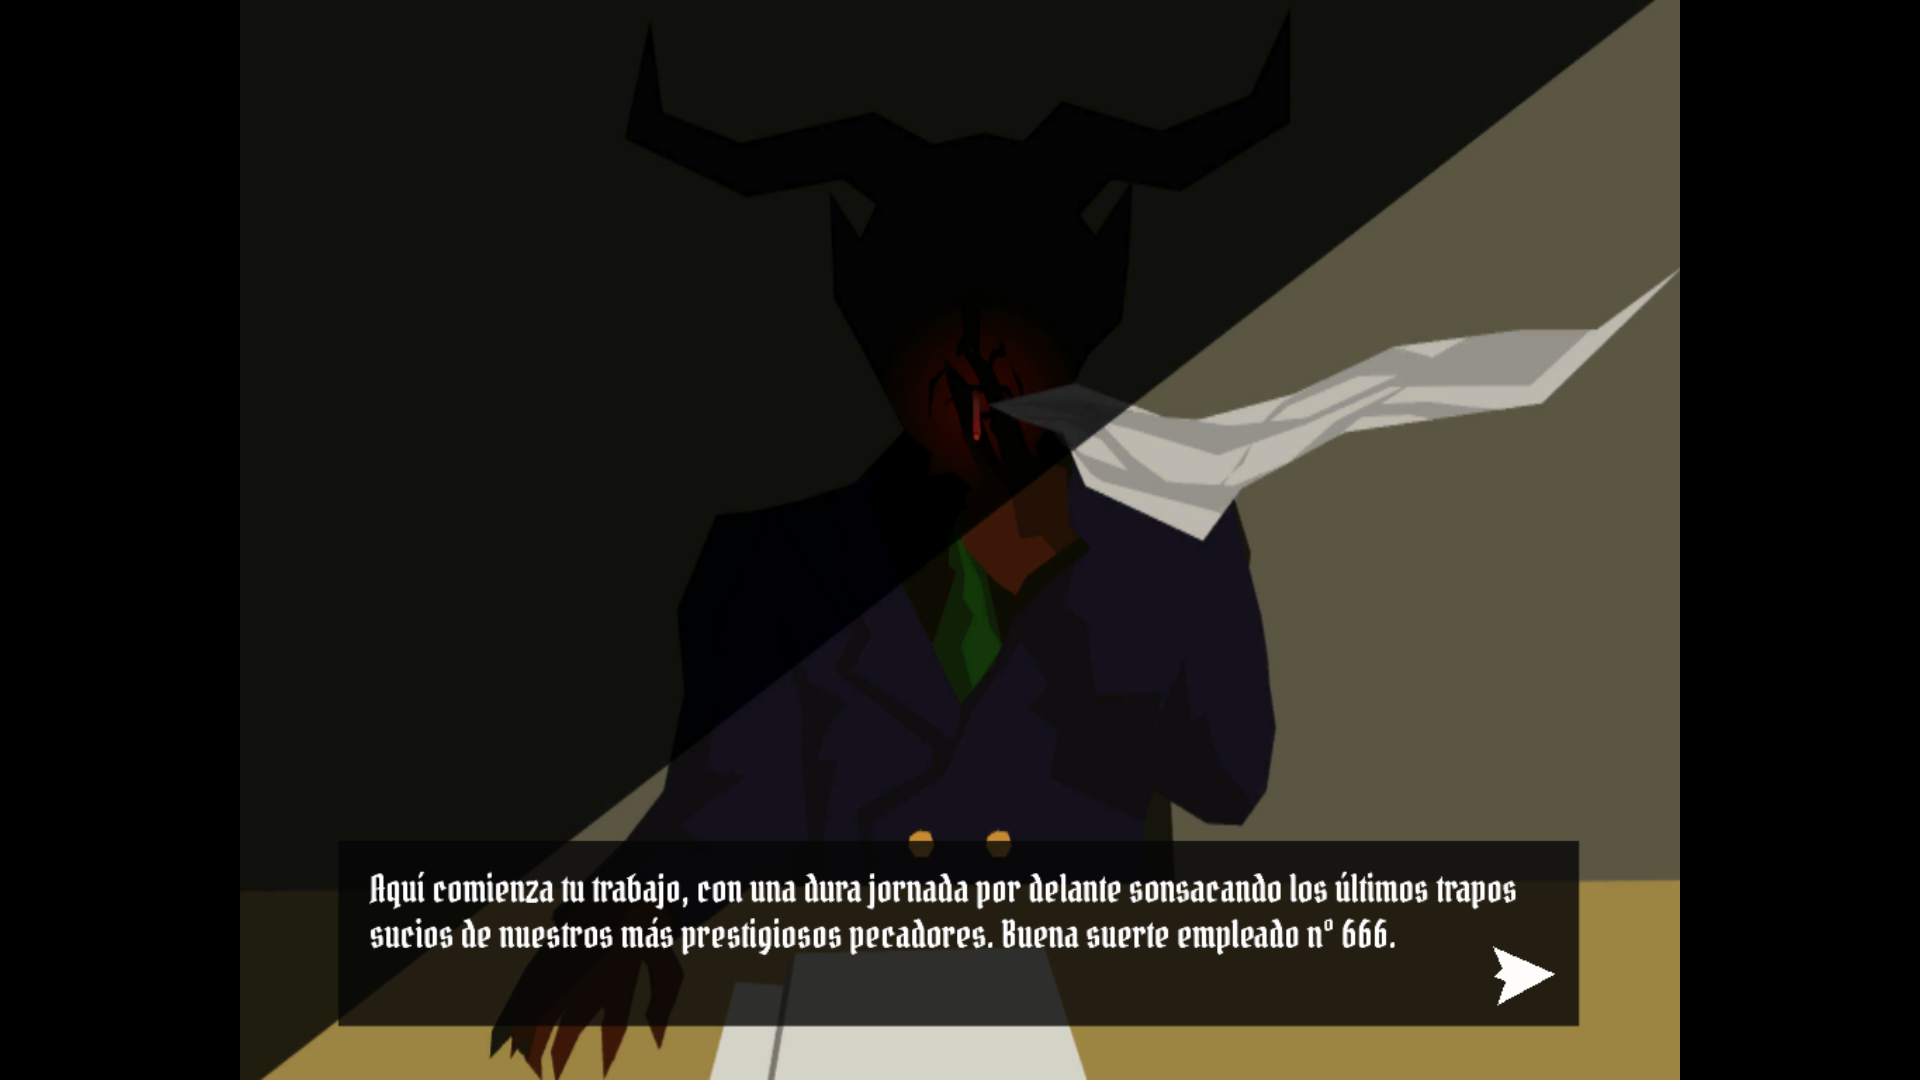 Aquí comienza tu trabajo, con una dura jornada por delante sonsacando los últimos trapos
sucios de nuestros más prestigiosos pecadores. Buena suerte empleado nº 666.